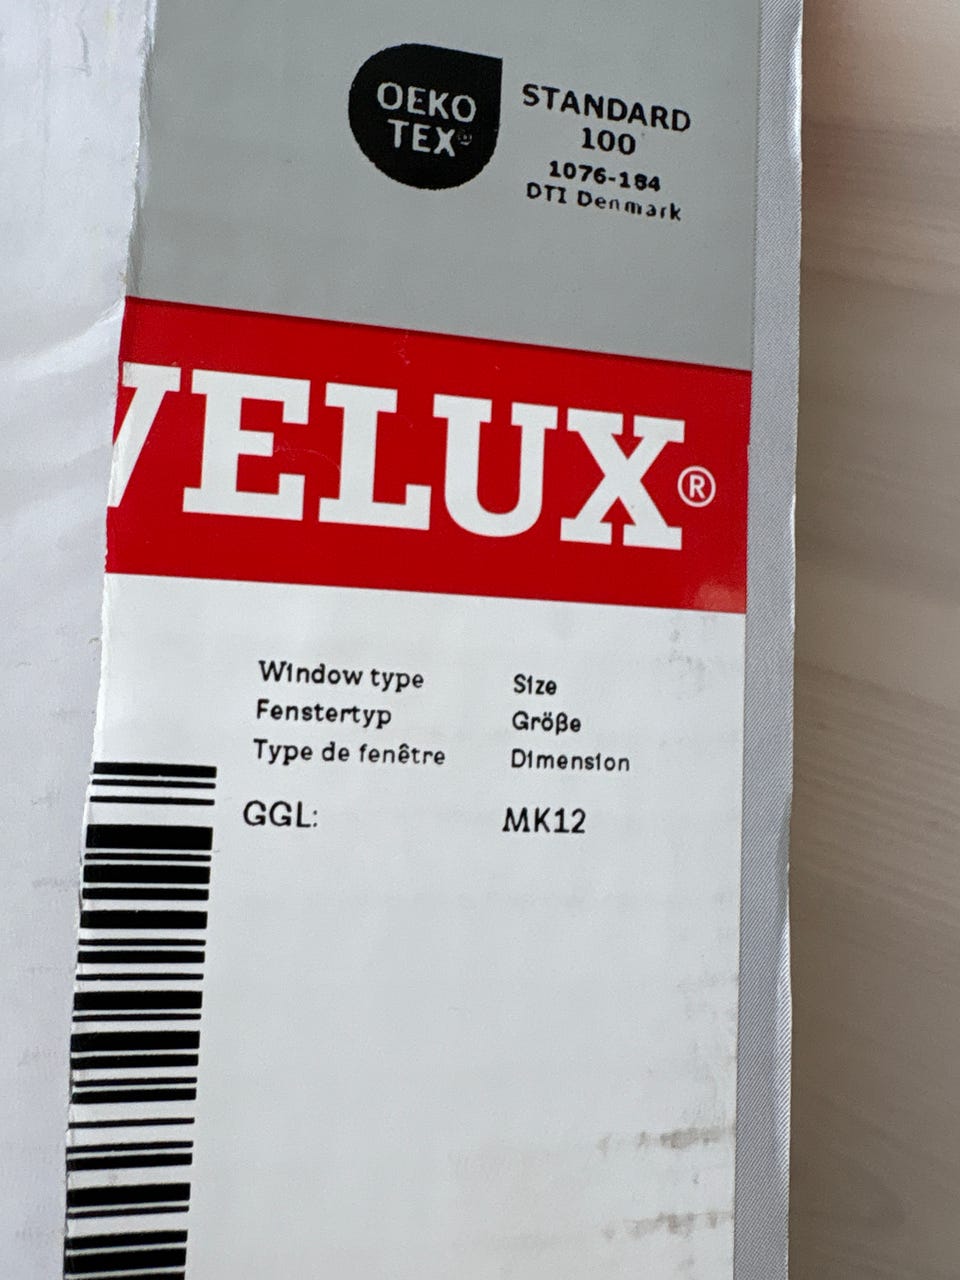 OEKO
TEX®
STANDARD
100
1076-184
DTI Denmark
VELUX®
Window type
Fenstertyp
Type de fenêtre
Size
Größe
Dimension
GGL:
MK12